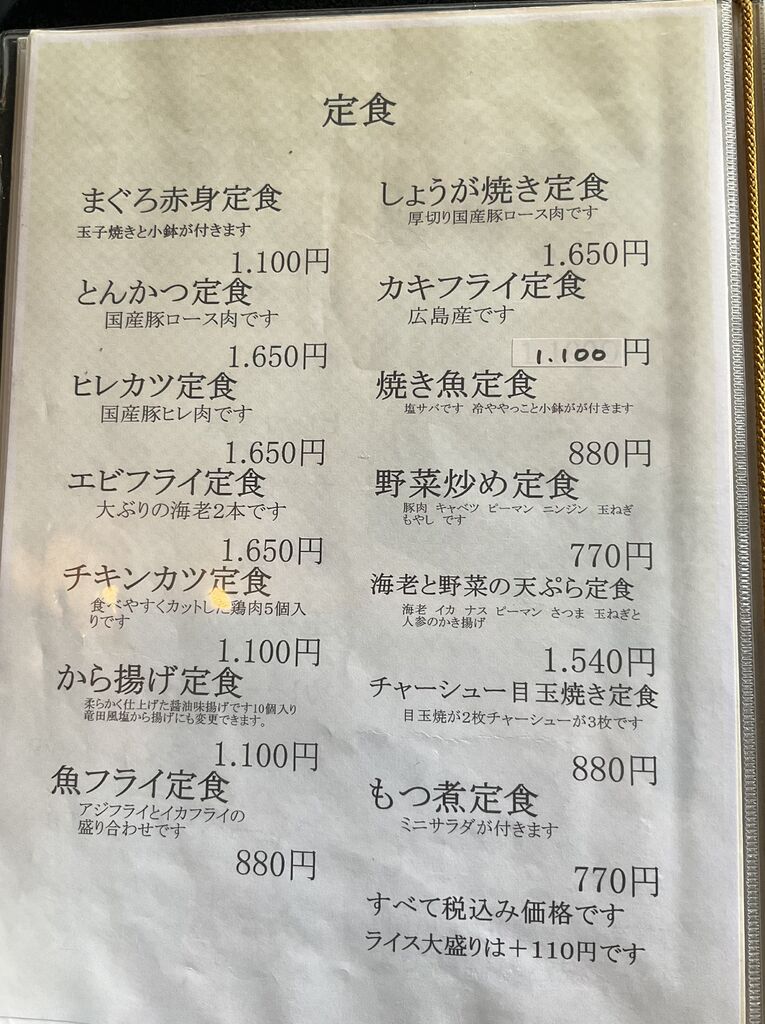 定食
まぐろ赤身定食
玉子焼きと小鉢が付きます
1.100円
とんかつ定食
国産豚ロース肉です
1.650円
ヒレカツ定食
国産豚ヒレ肉です
1.650円
エビフライ定食
大ぶりの海老2本です
1.650円
チキンカツ定食
食べやすくカットした鶏肉5個入
りです
1.100円
から揚げ定食
柔らかく仕上げた醤油味揚げです10個入り
竜田風塩から揚げにも変更できます。
1.100円
魚フライ定食
アジフライとイカフライの
盛り合わせです
880円
しょうが焼き定食
厚切り国産豚ロース肉です
1.650円
カキフライ定食
広島産です
1.100円
焼き魚定食
塩サバです 冷ややっこと小鉢がが付きます
880円
野菜炒め定食
豚肉 キャベツ ピーマン ニンジン 玉ねぎ
もやし です
770円
海老と野菜の天ぷら定食
海老 イカ ナス ピーマン さつま 玉ねぎと
人参のかき揚げ
1.540円
チャーシュー目玉焼き定食
目玉焼が2枚チャーシューが3枚です
880円
もつ煮定食
ミニサラダが付きます
770円
すべて税込み価格です
ライス大盛りは＋110円です